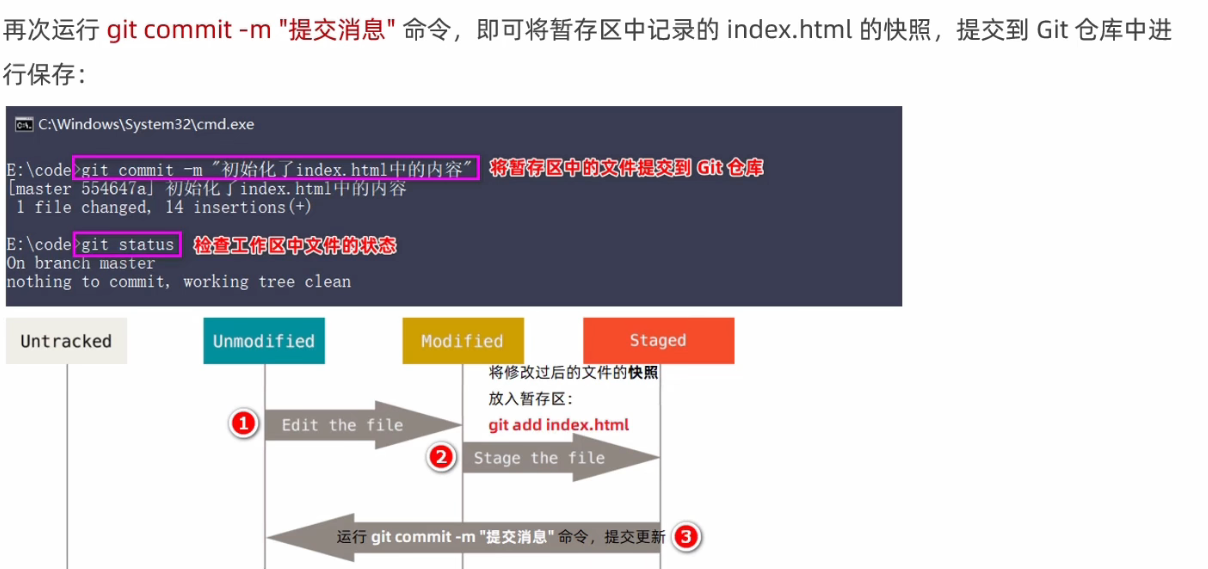 再次运行 git commit -m "提交消息" 命令，即可将暂存区中记录的 index.html 的快照，提交到 Git 仓库中进
行保存：
C:\Windows\System32\cmd.exe
E:\code>git commit -m "初始化了index.html中的内容" 将暂存区中的文件提交到 Git 仓库
[master 554647a] 初始化了index.html中的内容
1 file changed, 14 insertions(+)
E:\code>git status 检查工作区中文件的状态
On branch master
nothing to commit, working tree clean
Untracked Unmodified Modified Staged
将修改过后的文件的快照
放入暂存区：
git add index.html
1 Edit the file
2 Stage the file
运行 git commit -m "提交消息" 命令，提交更新 3